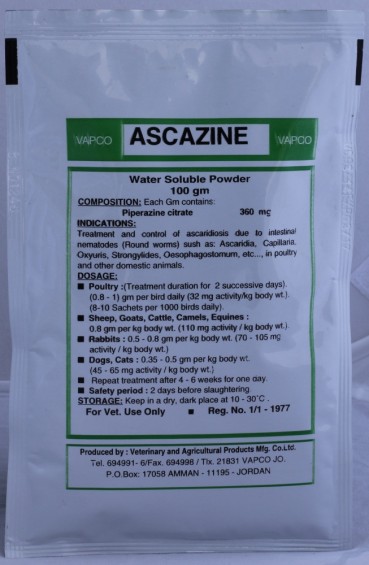 VAPCO ASCAZINE VAPCO
Water Soluble Powder
100 gm
COMPOSITION: Each Gm contains:
Piperazine citrate 360 mg
INDICATIONS:
Treatment and control of ascaridiosis due to intestinal
nematodes (Round worms) sush as: Ascaridia, Capillaria,
Oxyuris, Strongylides, Oesophagostomum, etc..., in poultry
and other domestic animals.
DOSAGE:
■ Poultry :(Treatment duration for 2 successive days).
(0.8 - 1) gm per bird daily (32 mg activity/kg body wt.).
(8-10 Sachets per 1000 birds daily).
■ Sheep, Goats, Cattle, Camels, Equines :
0.8 gm per kg body wt. (110 mg activity / kg body wt.).
■ Rabbits : 0.5 - 0.8 gm per kg body wt. (70 - 105 mg
activity / kg body wt.)
■ Dogs, Cats : 0.35 - 0.5 gm per kg body wt.
(45 - 65 mg activity / kg body wt.)
■ Repeat treatment after 4 - 6 weeks for one day.
■ Safety period : 2 days before slaughtering.
STORAGE: Keep in a dry, dark place at 10 - 30°C .
For Vet. Use Only ■ Reg. No. 1/1 - 1977
Produced by : Veterinary and Agricultural Products Mfg. Co.Ltd.
Tel. 694991- 6/Fax. 694998 / Tlx. 21831 VAPCO JO.
P.O.Box: 17058 AMMAN - 11195 - JORDAN